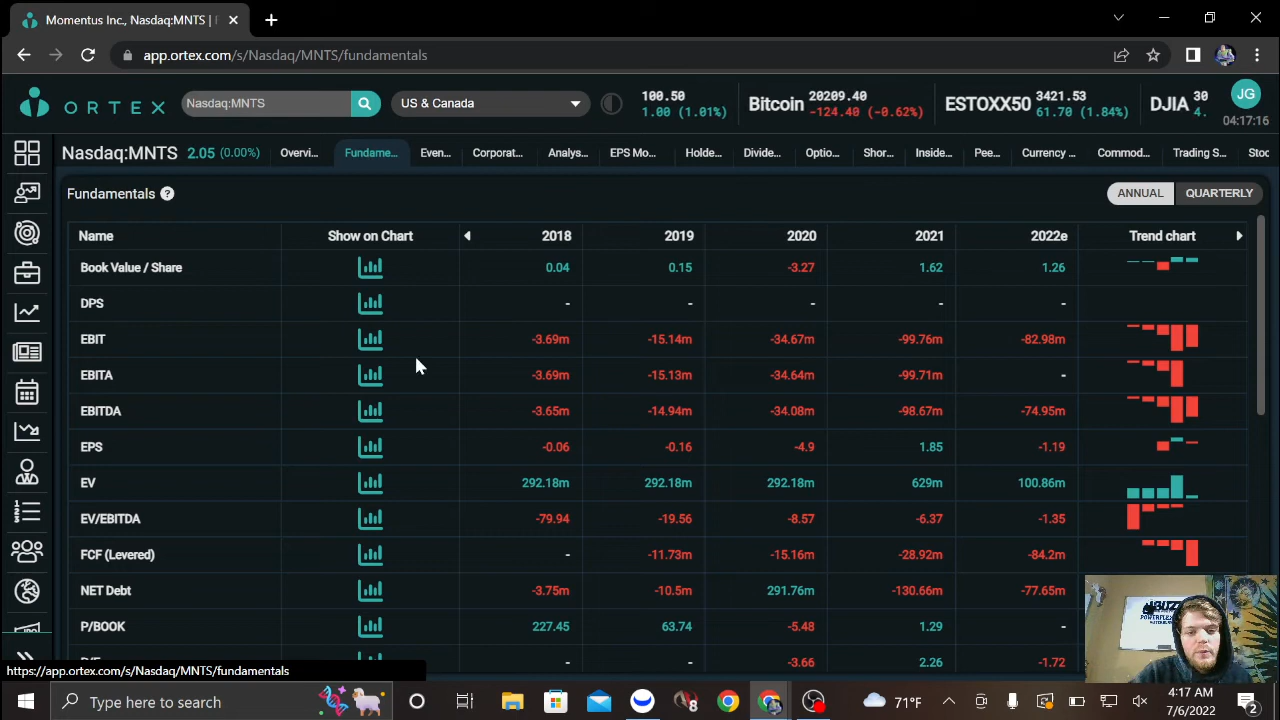 Momentus Inc., Nasdaq:MNTS |
app.ortex.com/s/Nasdaq/MNTS/fundamentals
ORTEX
Nasdaq:MNTS
US & Canada
100.50
1.00 (1.01%)
Bitcoin 20209.40
-124.40 (-0.62%)
ESTOXX50 3421.53
61.70 (1.84%)
DJIA 30
4.
JG
04:17:16
Nasdaq:MNTS 2.05 (0.00%) Overvi... Fundame... Even... Corporat... Analys... EPS Mo... Holde... Divide... Optio... Shor... Inside... Pee... Currency ... Commod... Trading S... Stoc
Fundamentals ?
ANNUAL QUARTERLY
Name Show on Chart 2018 2019 2020 2021 2022e Trend chart
Book Value / Share 0.04 0.15 -3.27 1.62 1.26
DPS - - - - -
EBIT -3.69m -15.14m -34.67m -99.76m -82.98m
EBITA -3.69m -15.13m -34.64m -99.71m -
EBITDA -3.65m -14.94m -34.08m -98.67m -74.95m
EPS -0.06 -0.16 -4.9 1.85 -1.19
EV 292.18m 292.18m 292.18m 629m 100.86m
EV/EBITDA -79.94 -19.56 -8.57 -6.37 -1.35
FCF (Levered) - -11.73m -15.16m -28.92m -84.2m
NET Debt -3.75m -10.5m 291.76m -130.66m -77.65m
P/BOOK 227.45 63.74 -5.48 1.29 -
- - -3.66 2.26 -1.72
https://app.ortex.com/s/Nasdaq/MNTS/fundamentals
Type here to search
71°F
4:17 AM
7/6/2022
2